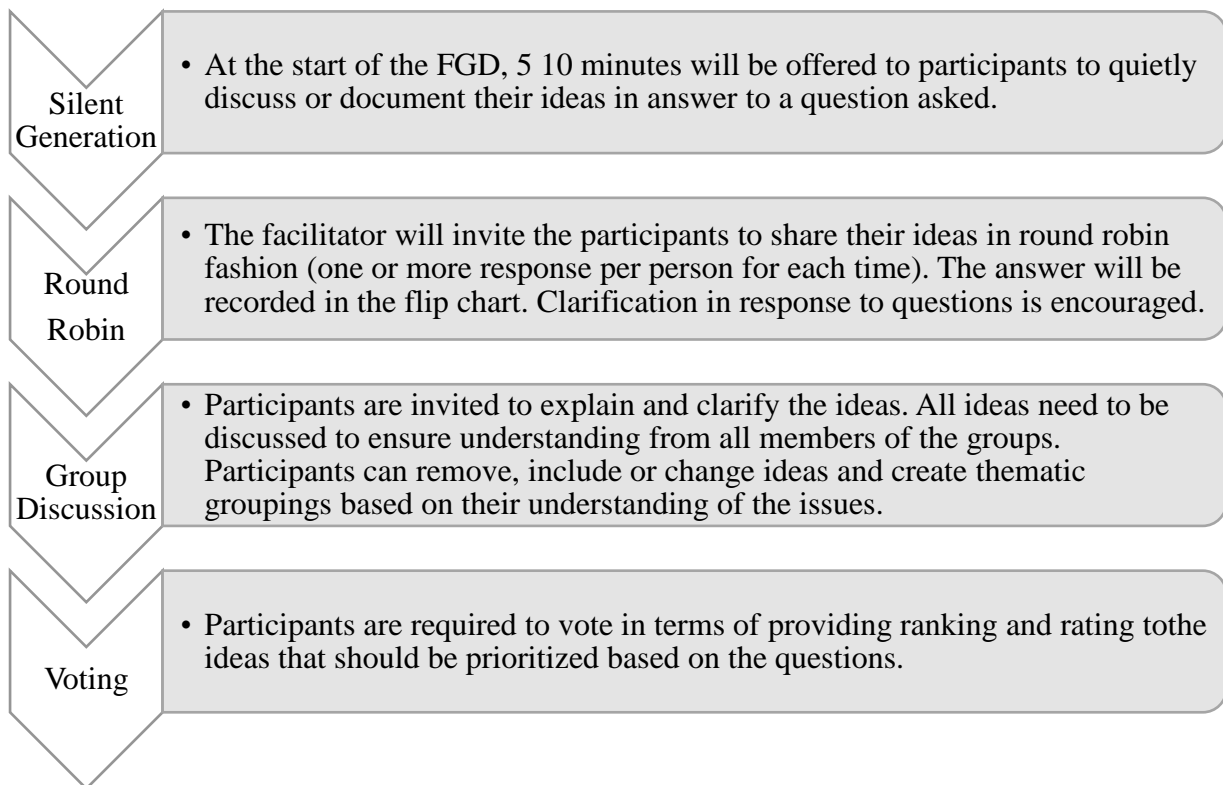 Silent
Generation
• At the start of the FGD, 5 10 minutes will be offered to participants to quietly
discuss or document their ideas in answer to a question asked.
Round
Robin
• The facilitator will invite the participants to share their ideas in round robin
fashion (one or more response per person for each time). The answer will be
recorded in the flip chart. Clarification in response to questions is encouraged.
Group
Discussion
• Participants are invited to explain and clarify the ideas. All ideas need to be
discussed to ensure understanding from all members of the groups.
Participants can remove, include or change ideas and create thematic
groupings based on their understanding of the issues.
Voting
• Participants are required to vote in terms of providing ranking and rating tothe
ideas that should be prioritized based on the questions.